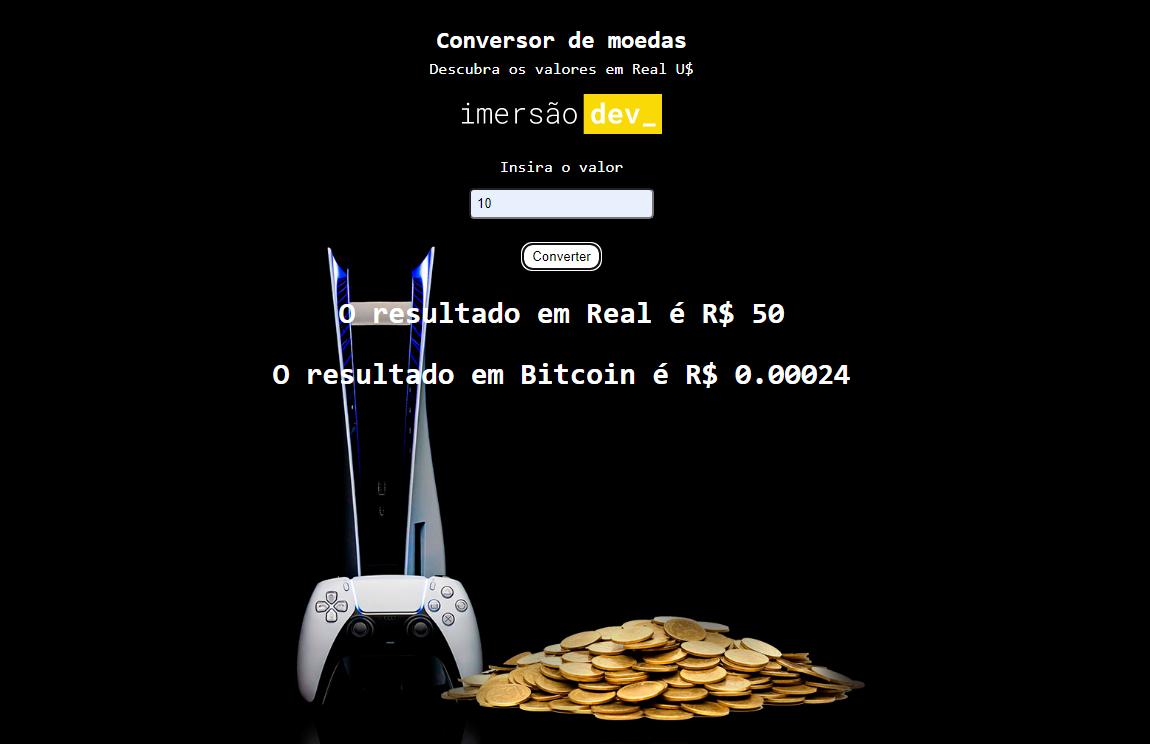 Conversor de moedas
Descubra os valores em Real U$
imersão dev_
Insira o valor
10
Converter
O resultado em Real é R$ 50
O resultado em Bitcoin é R$ 0.00024